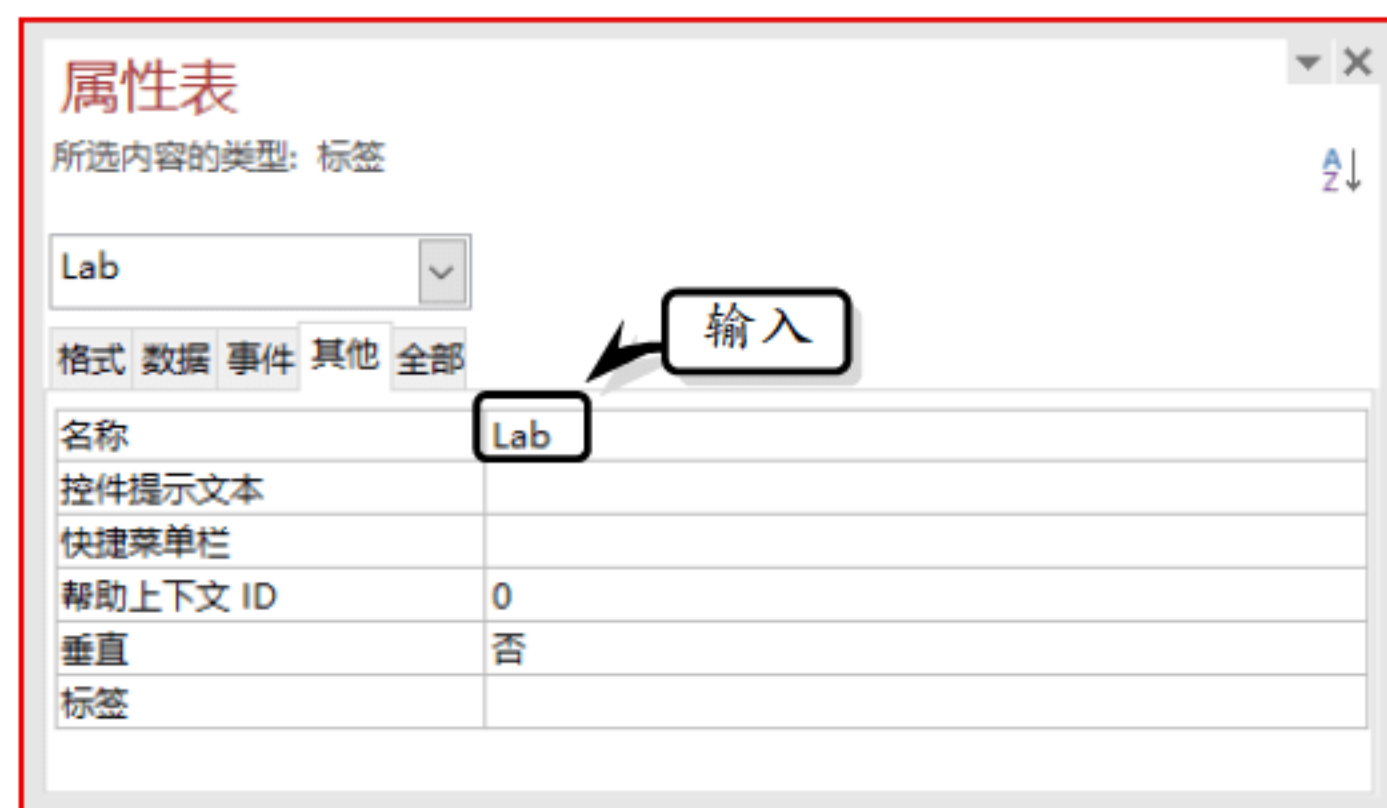 属性表
所选内容的类型: 标签
Lab
输入
格式 数据 事件 其他 全部
名称 Lab
控件提示文本
快捷菜单栏
帮助上下文 ID 0
垂直 否
标签